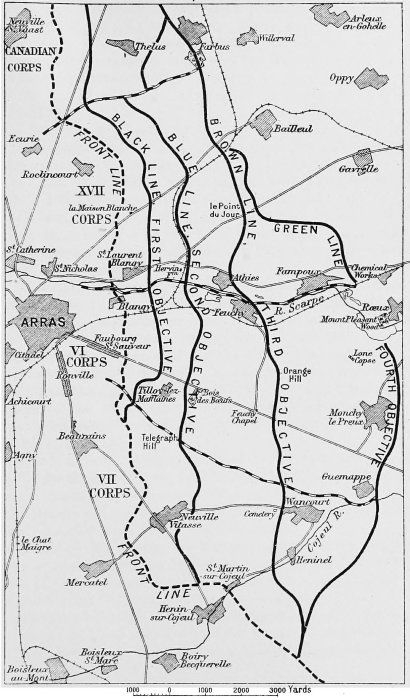 Neuville
St Vaast
CANADIAN
CORPS
Thelus
Farbus
Willerval
Arleux
en-Gohelle
Oppy
Ecurie
Roclincourt
FRONT LINE
BLACK LINE FIRST OBJECTIVE
BLUE LINE, SECOND OBJECTIVE
BROWN LINE, THIRD OBJECTIVE
Bailleul
Gavrelle
XVII
CORPS
la Maison Blanche
le Point
du Jour
GREEN LINE
St Catherine
St Nicholas
St Laurent
Blangy
Hervin
Fm
Athies
Fampoux
Chemical
Works
Blangy
Feuchy
R. Scarpe
Rœux
Mount Pleasant
Wood
ARRAS
Faubourg
St Sauveur
VI
CORPS
Citadel
Ronville
Lone
Copse
FOURTH OBJECTIVE
Orange
Hill
Achicourt
Tilloy-lez-
Mafflaines
Bois
des Bœufs
Feuchy
Chapel
Monchy
le Preux
Beaurains
Telegraph
Hill
Agny
Guemappe
VII
CORPS
Wancourt
Cemetery
Neuville
Vitasse
Cojeul R.
le Chat
Maigre
Mercatel
FRONT
LINE
Heninel
St Martin
sur-Cojeul
Henin
sur-Cojeul
Boisleux
au-Mont
Boisleux
St Marc
Boiry
Becquerelle
1000 0 1000 2000 3000 Yards